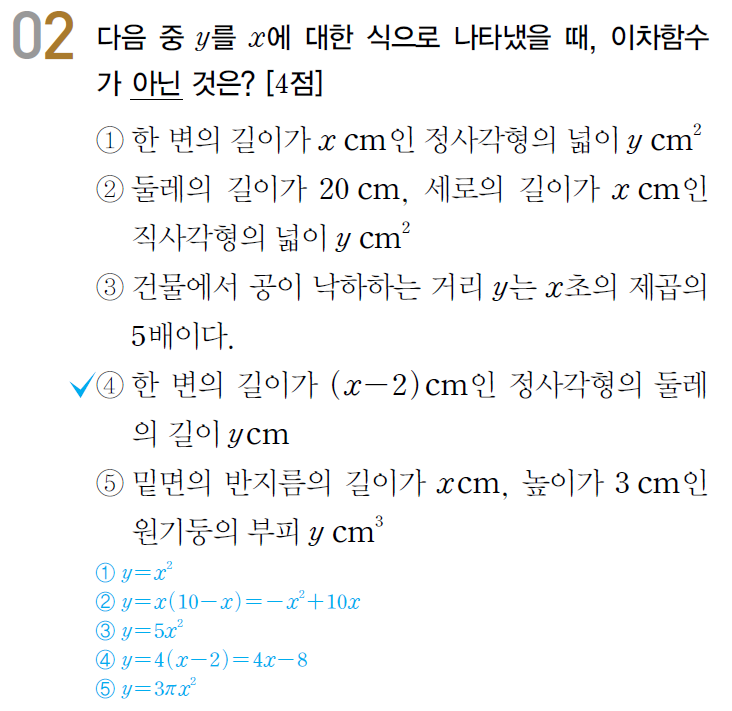 02 다음 중 y를 x에 대한 식으로 나타냈을 때, 이차함수
가 아닌 것은? [4점]
① 한 변의 길이가 x cm인 정사각형의 넓이 y cm²
② 둘레의 길이가 20 cm, 세로의 길이가 x cm인
직사각형의 넓이 y cm²
③ 건물에서 공이 낙하하는 거리 y는 x초의 제곱의
5배이다.
④ 한 변의 길이가 (x-2)cm인 정사각형의 둘레
의 길이 ycm
⑤ 밑면의 반지름의 길이가 xcm, 높이가 3 cm인
원기둥의 부피 y cm³
① y=x²
② y=x(10-x)=-x²+10x
③ y=5x²
④ y=4(x-2)=4x-8
⑤ y=3πx²